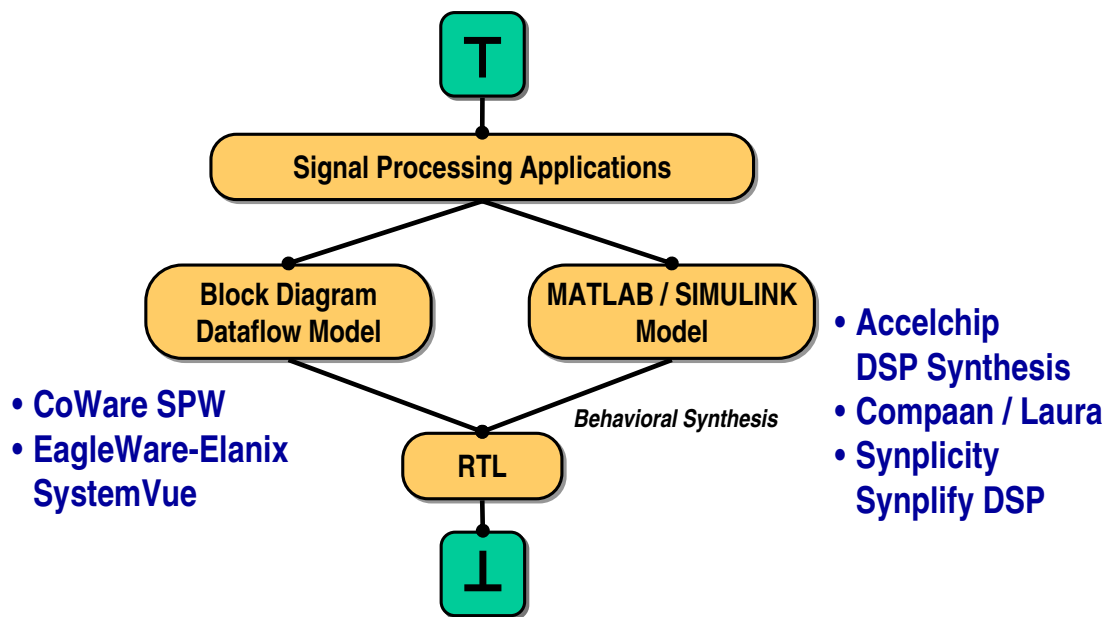 ⊤
Signal Processing Applications
Block Diagram
Dataflow Model
MATLAB / SIMULINK
Model
• CoWare SPW
• EagleWare-Elanix
SystemVue
Behavioral Synthesis
RTL
• Accelchip
DSP Synthesis
• Compaan / Laura
• Synplicity
Synplify DSP
⊥